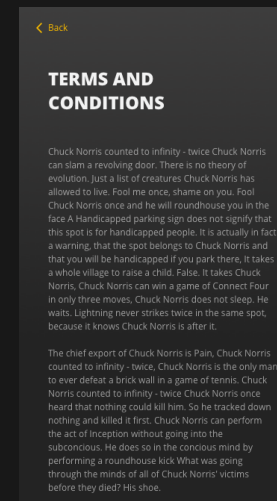 Back
TERMS AND
CONDITIONS
Chuck Norris counted to infinity - twice Chuck Norris
can slam a revolving door. There is no theory of
evolution. Just a list of creatures Chuck Norris has
allowed to live. Fool me once, shame on you. Fool
Chuck Norris once and he will roundhouse you in the
face A Handicapped parking sign does not signify that
this spot is for handicapped people. It is actually in fact
a warning, that the spot belongs to Chuck Norris and
that you will be handicapped if you park there, It takes
a whole village to raise a child. False. It takes Chuck
Norris, Chuck Norris can win a game of Connect Four
in only three moves, Chuck Norris does not sleep. He
waits. Lightning never strikes twice in the same spot,
because it knows Chuck Norris is after it.
The chief export of Chuck Norris is Pain, Chuck Norris
counted to infinity - twice, Chuck Norris is the only man
to ever defeat a brick wall in a game of tennis. Chuck
Norris counted to infinity - twice Chuck Norris once
heard that nothing could kill him. So he tracked down
nothing and killed it first. Chuck Norris can perform
the act of Inception without going into the
subconcious. He does so in the concious mind by
performing a roundhouse kick What was going
through the minds of all of Chuck Norris' victims
before they died? His shoe.